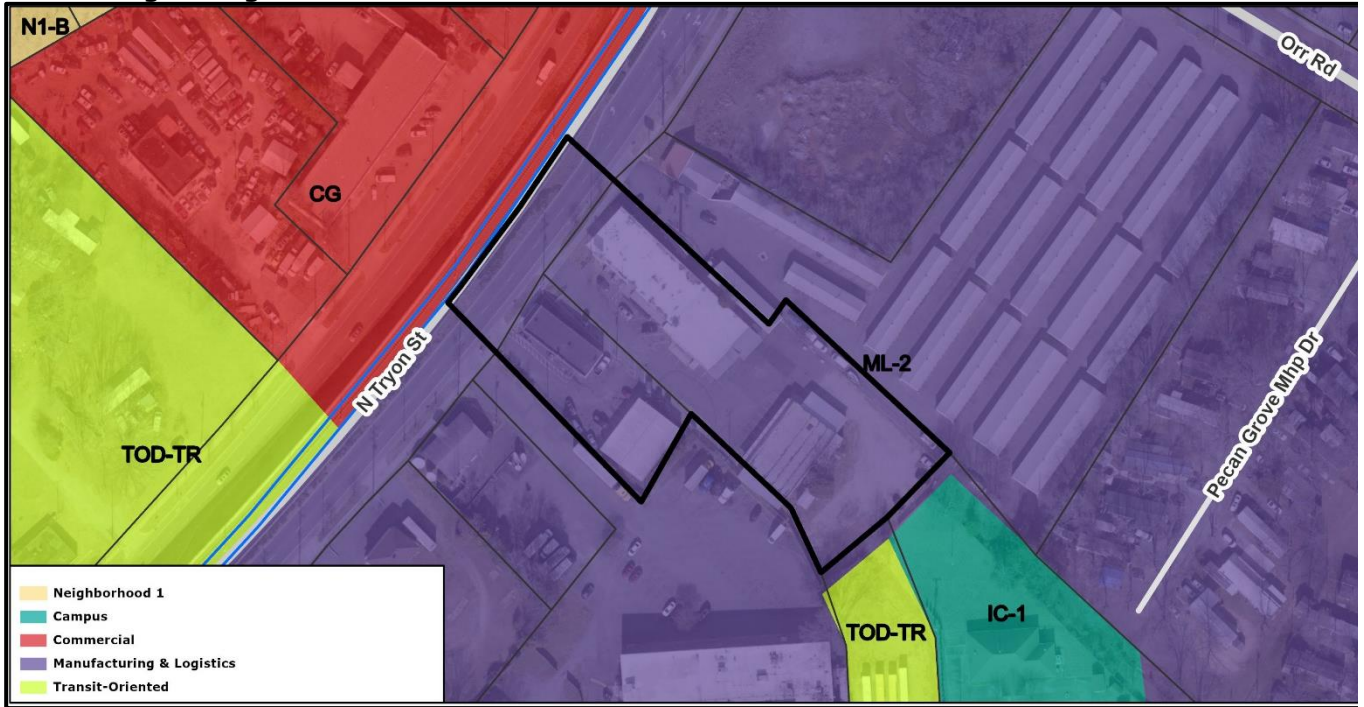 N1-B
Orr Rd
CG
N Tryon St
ML-2
Pecan Grove Mhp Dr
TOD-TR
TOD-TR
IC-1
Neighborhood 1
Campus
Commercial
Manufacturing & Logistics
Transit-Oriented